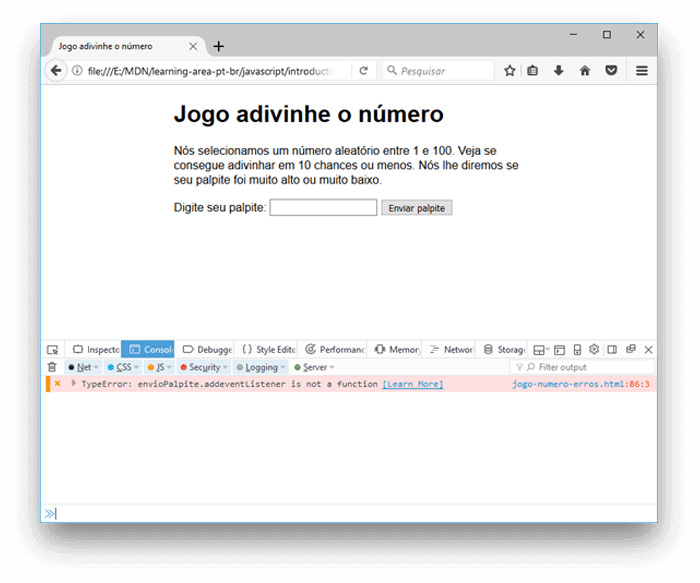 Jogo adivinhe o número
file:///E:/MDN/learning-area-pt-br/javascript/introductic
Pesquisar
Jogo adivinhe o número
Nós selecionamos um número aleatório entre 1 e 100. Veja se
consegue adivinhar em 10 chances ou menos. Nós lhe diremos se
seu palpite foi muito alto ou muito baixo.
Digite seu palpite: Enviar palpite
Inspecto Consol Debugge Style Edito Performanc Memory Networ Storag
Net CSS JS Security Logging Server Filter output
TypeError: envioPalpite.addeventListener is not a function [Learn More] jogo-numero-erros.html:86:3